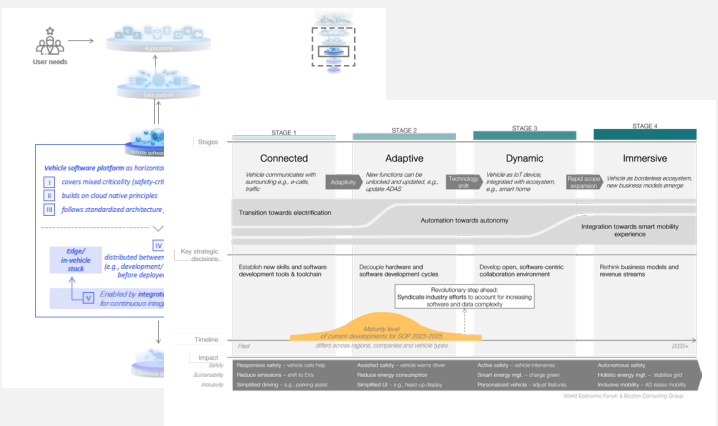 User needs
Applications
Vehicle software platform as horizonta
I covers mixed criticality (safety-crit
II builds on cloud native principles
III follows standardized architecture
IV
Edge/
in-vehicle
stack
distributed between
(e.g., development/
before deploye
V Enabled by integrate
for continuous integr
STAGE 1 STAGE 2 STAGE 3 STAGE 4
Stages
Connected Adaptive Dynamic Immersive
Vehicle communicates with
surrounding e.g., e-calls,
traffic
Adaptivity
New functions can be
unlocked and updated, e.g.,
update ADAS
Technology
shift
Vehicle as IoT device,
integrated with ecosystem,
e.g., smart home
Rapid scope
expansion
Vehicle as borderless ecosystem,
new business models emerge
Transition towards electrification
Automation towards autonomy
Integration towards smart mobility
experience
Key strategic
decisions
Establish new skills and software
development tools & toolchain
Decouple hardware and
software development cycles
Develop open, software-centric
collaboration environment
Rethink business models and
revenue streams
Revolutionary step ahead:
Syndicate industry efforts to account for increasing
software and data complexity
Maturity level
of current developments for SOP 2023-2025
differs across regions, companies and vehicle types
Timeline
Past
2035+
Impact
Safety Responsive safety – vehicle calls help Assisted safety – vehicle warns driver Active safety – vehicle intervenes Autonomous safety
Sustainability Reduce emissions – shift to EVs Reduce energy consumption Smart energy mgt. – charge green Holistic energy mgt. – stabilize grid
Inclusivity Simplified driving – e.g., parking assist Simplified UI – e.g., head-up display Personalized vehicle – adjust features Inclusive mobility – AD eases mobility
World Economic Forum & Boston Consulting Group